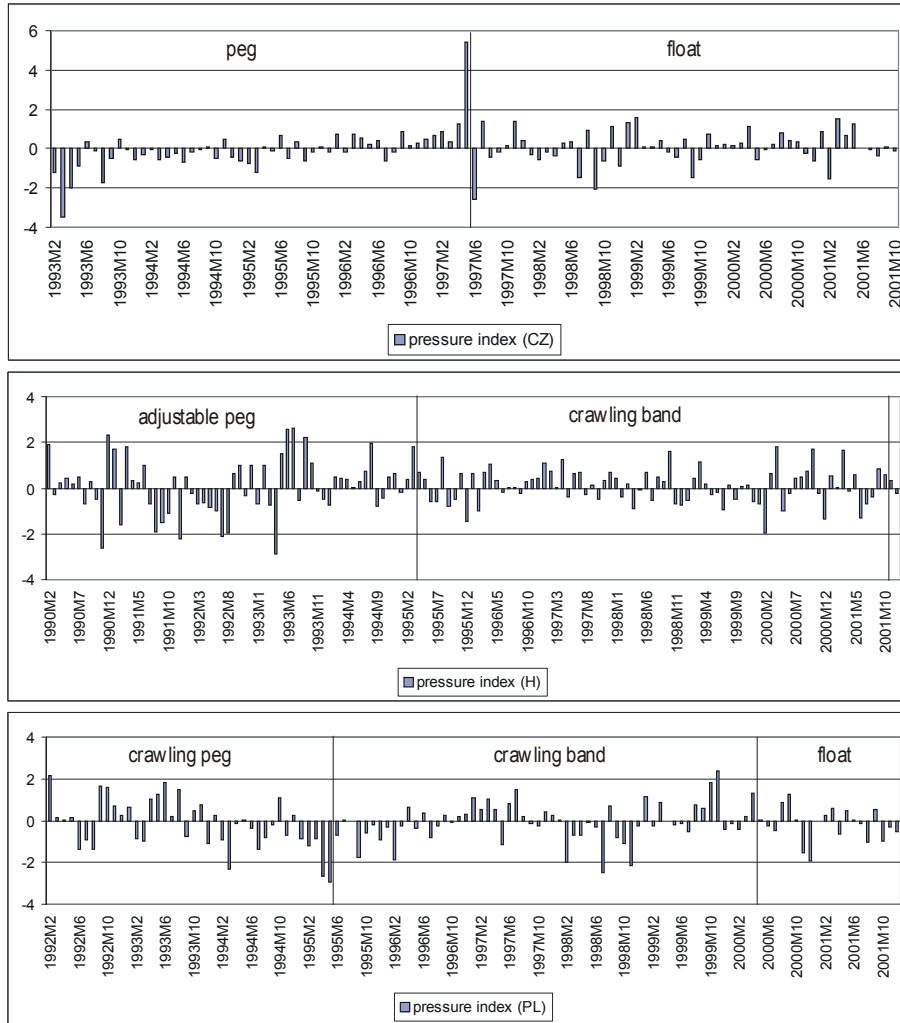 peg float
6
4
2
0
-2
-4
1993M2 1993M6 1993M10 1994M2 1994M6 1994M10 1995M2 1995M6 1995M10 1996M2 1996M6 1996M10 1997M2 1997M6 1997M10 1998M2 1998M6 1998M10 1999M2 1999M6 1999M10 2000M2 2000M6 2000M10 2001M2 2001M6 2001M10
pressure index (CZ)
adjustable peg crawling band
4
2
0
-2
-4
1990M2 1990M7 1990M12 1991M5 1991M10 1992M3 1992M8 1993M1 1993M6 1993M11 1994M4 1994M9 1995M2 1995M7 1995M12 1996M5 1996M10 1997M3 1997M8 1998M1 1998M6 1998M11 1999M4 1999M9 2000M2 2000M7 2000M12 2001M5 2001M10
pressure index (H)
crawling peg crawling band float
4
2
0
-2
-4
1992M2 1992M6 1992M10 1993M2 1993M6 1993M10 1994M2 1994M6 1994M10 1995M2 1995M6 1995M10 1996M2 1996M6 1996M10 1997M2 1997M6 1997M10 1998M2 1998M6 1998M10 1999M2 1999M6 1999M10 2000M2 2000M6 2000M10 2001M2 2001M6 2001M10
pressure index (PL)